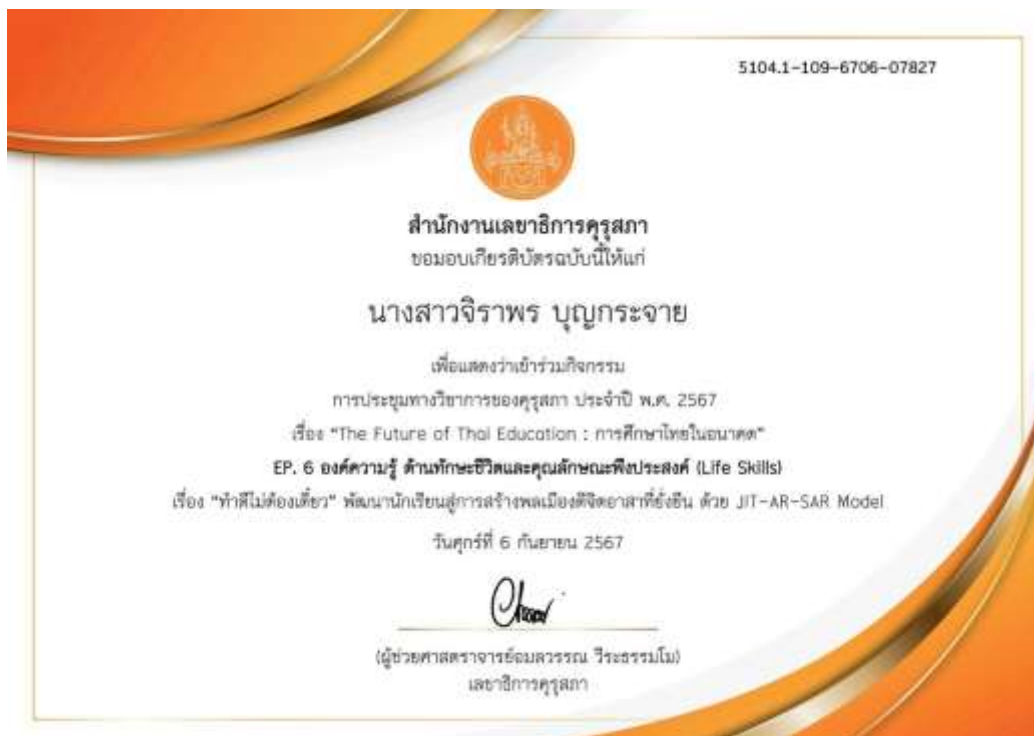 5104.1-109-6706-07827
สำนักงานเลขาธิการคุรุสภา
ขอมอบเกียรติบัตรฉบับนี้ให้แก่
นางสาวจิราพร บุญกระจาย
เพื่อแสดงว่าเข้าร่วมกิจกรรม
การประชุมทางวิชาการของคุรุสภา ประจำปี พ.ศ. 2567
เรื่อง "The Future of Thai Education : การศึกษาไทยในอนาคต"
EP. 6 องค์ความรู้ ด้านทักษะชีวิตและคุณลักษณะพึงประสงค์ (Life Skills)
เรื่อง "ทำดีไม่ต้องเดี๋ยว" พัฒนานักเรียนสู่การสร้างพลเมืองดีจิตอาสาที่ยั่งยืน ด้วย JIT-AR-SAR Model
วันศุกร์ที่ 6 กันยายน 2567
(ผู้ช่วยศาสตราจารย์อมลวรรณ วีระธรรมโม)
เลขาธิการคุรุสภา